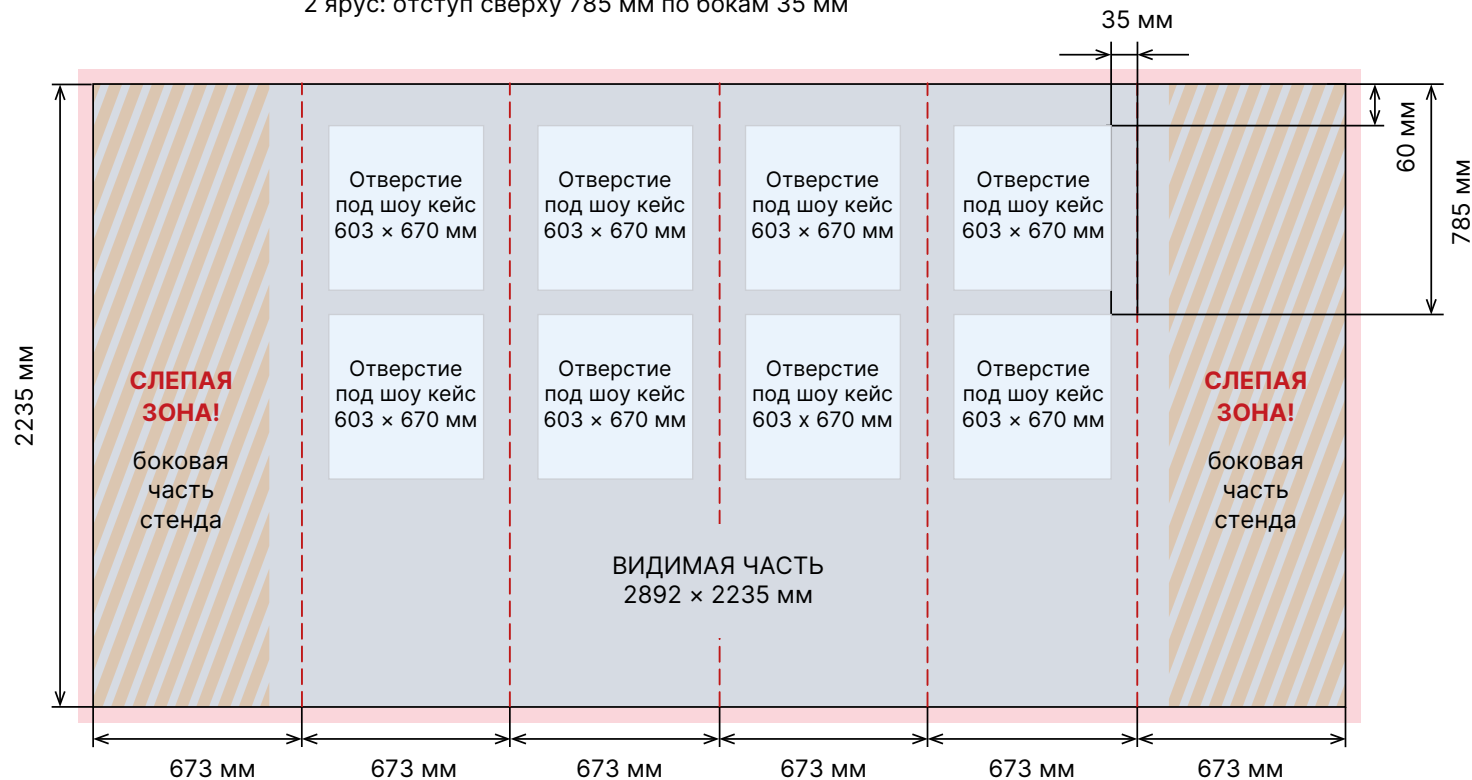 2 ярус: отступ сверху 785 мм по бокам 35 мм
35 мм
60 мм
785 мм
2235 мм
Отверстие
под шоу кейс
603 × 670 мм
Отверстие
под шоу кейс
603 × 670 мм
Отверстие
под шоу кейс
603 × 670 мм
Отверстие
под шоу кейс
603 × 670 мм
Отверстие
под шоу кейс
603 × 670 мм
Отверстие
под шоу кейс
603 × 670 мм
Отверстие
под шоу кейс
603 x 670 мм
Отверстие
под шоу кейс
603 × 670 мм
СЛЕПАЯ
ЗОНА!
боковая
часть
стенда
СЛЕПАЯ
ЗОНА!
боковая
часть
стенда
ВИДИМАЯ ЧАСТЬ
2892 × 2235 мм
673 мм
673 мм
673 мм
673 мм
673 мм
673 мм